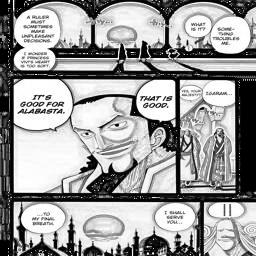 A RULER
MUST
SOMETIMES
MAKE
UNPLEASANT
DECISIONS.
I WONDER
IF PRINCESS
VIVI'S HEART
IS TOO SOFT.
WHAT
IS IT?
SOME-
THING
TROUBLES
ME.
IT'S
GOOD FOR
ALABASTA.
THAT IS
GOOD.
YES, YOUR
MAJESTY?
IGARAM...
...TO
MY FINAL
BREATH.
I SHALL
SERVE
YOU...
!!